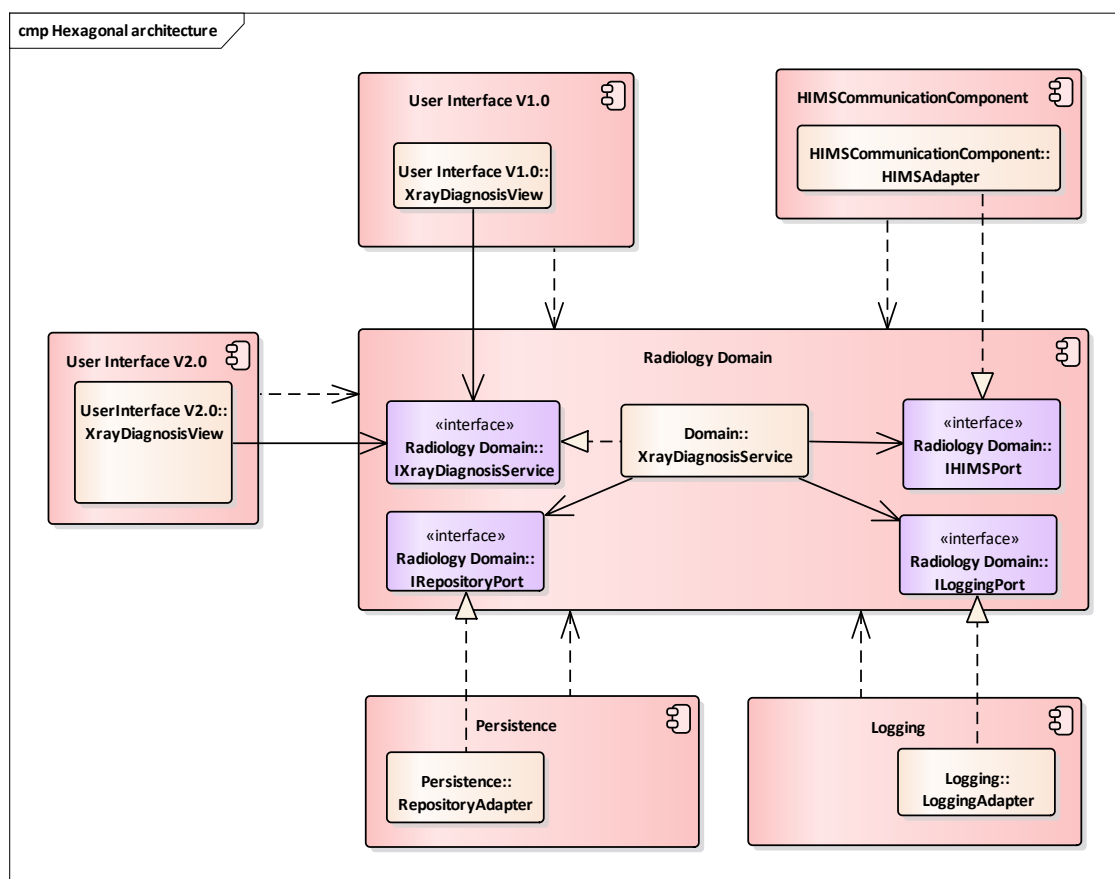 cmp Hexagonal architecture
User Interface V1.0
User Interface V1.0::
XrayDiagnosisView
HIMSCommunicationComponent
HIMSCommunicationComponent::
HIMSAdapter
User Interface V2.0
UserInterface V2.0::
XrayDiagnosisView
Radiology Domain
«interface»
Radiology Domain::
IXrayDiagnosisService
Domain::
XrayDiagnosisService
«interface»
Radiology Domain::
IHIMSPort
«interface»
Radiology Domain::
IRepositoryPort
«interface»
Radiology Domain::
ILoggingPort
Persistence
Persistence::
RepositoryAdapter
Logging
Logging::
LoggingAdapter